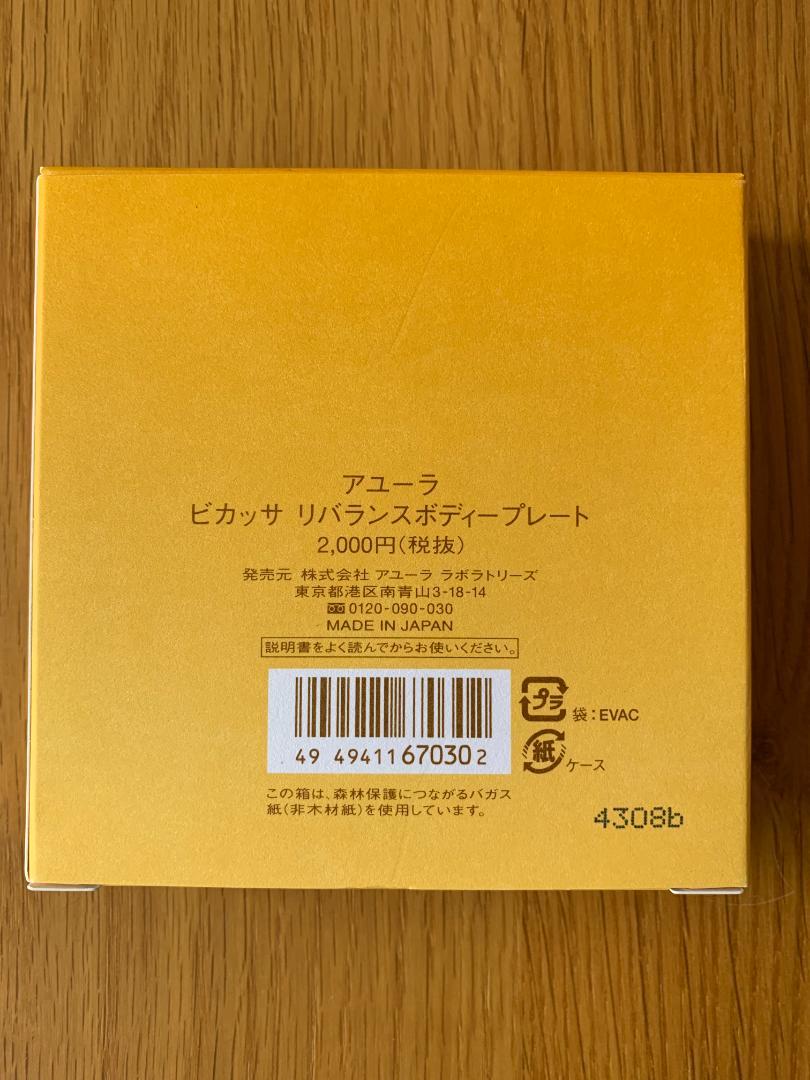 アユーラ
ビカッサ リバランスボディープレート
2,000円(税抜)
発売元 株式会社 アユーラ ラボラトリーズ
東京都港区南青山3-18-14
0120-090-030
MADE IN JAPAN
説明書をよく読んでからお使いください。
プラ 袋:EVAC
紙 ケース
49 49411 67030 2
この箱は、森林保護につながるバガス
紙(非木材紙)を使用しています。
4308b